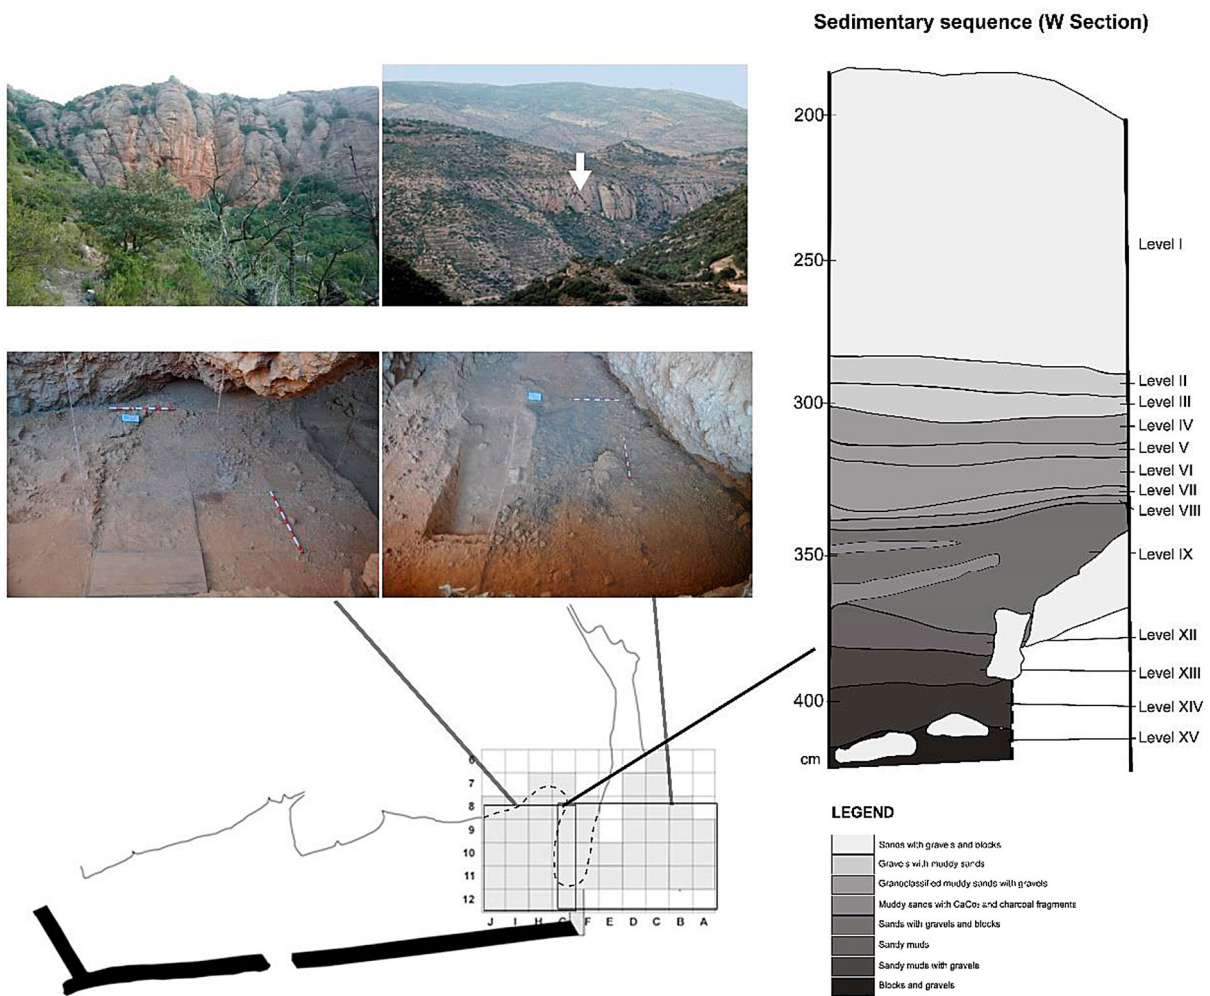 Sedimentary sequence (W Section)
200
250
300
350
400
cm
Level I
Level II
Level III
Level IV
Level V
Level VI
Level VII
Level VIII
Level IX
Level XII
Level XIII
Level XIV
Level XV
6
7
8
9
10
11
12
J I H G F E D C B A
LEGEND
Sands with gravels and blocks
Gravels with muddy sands
Granoclassified muddy sands with gravels
Muddy sands with CaCo₂ and charcoal fragments
Sands with gravels and blocks
Sandy muds
Sandy muds with gravels
Blocks and gravels